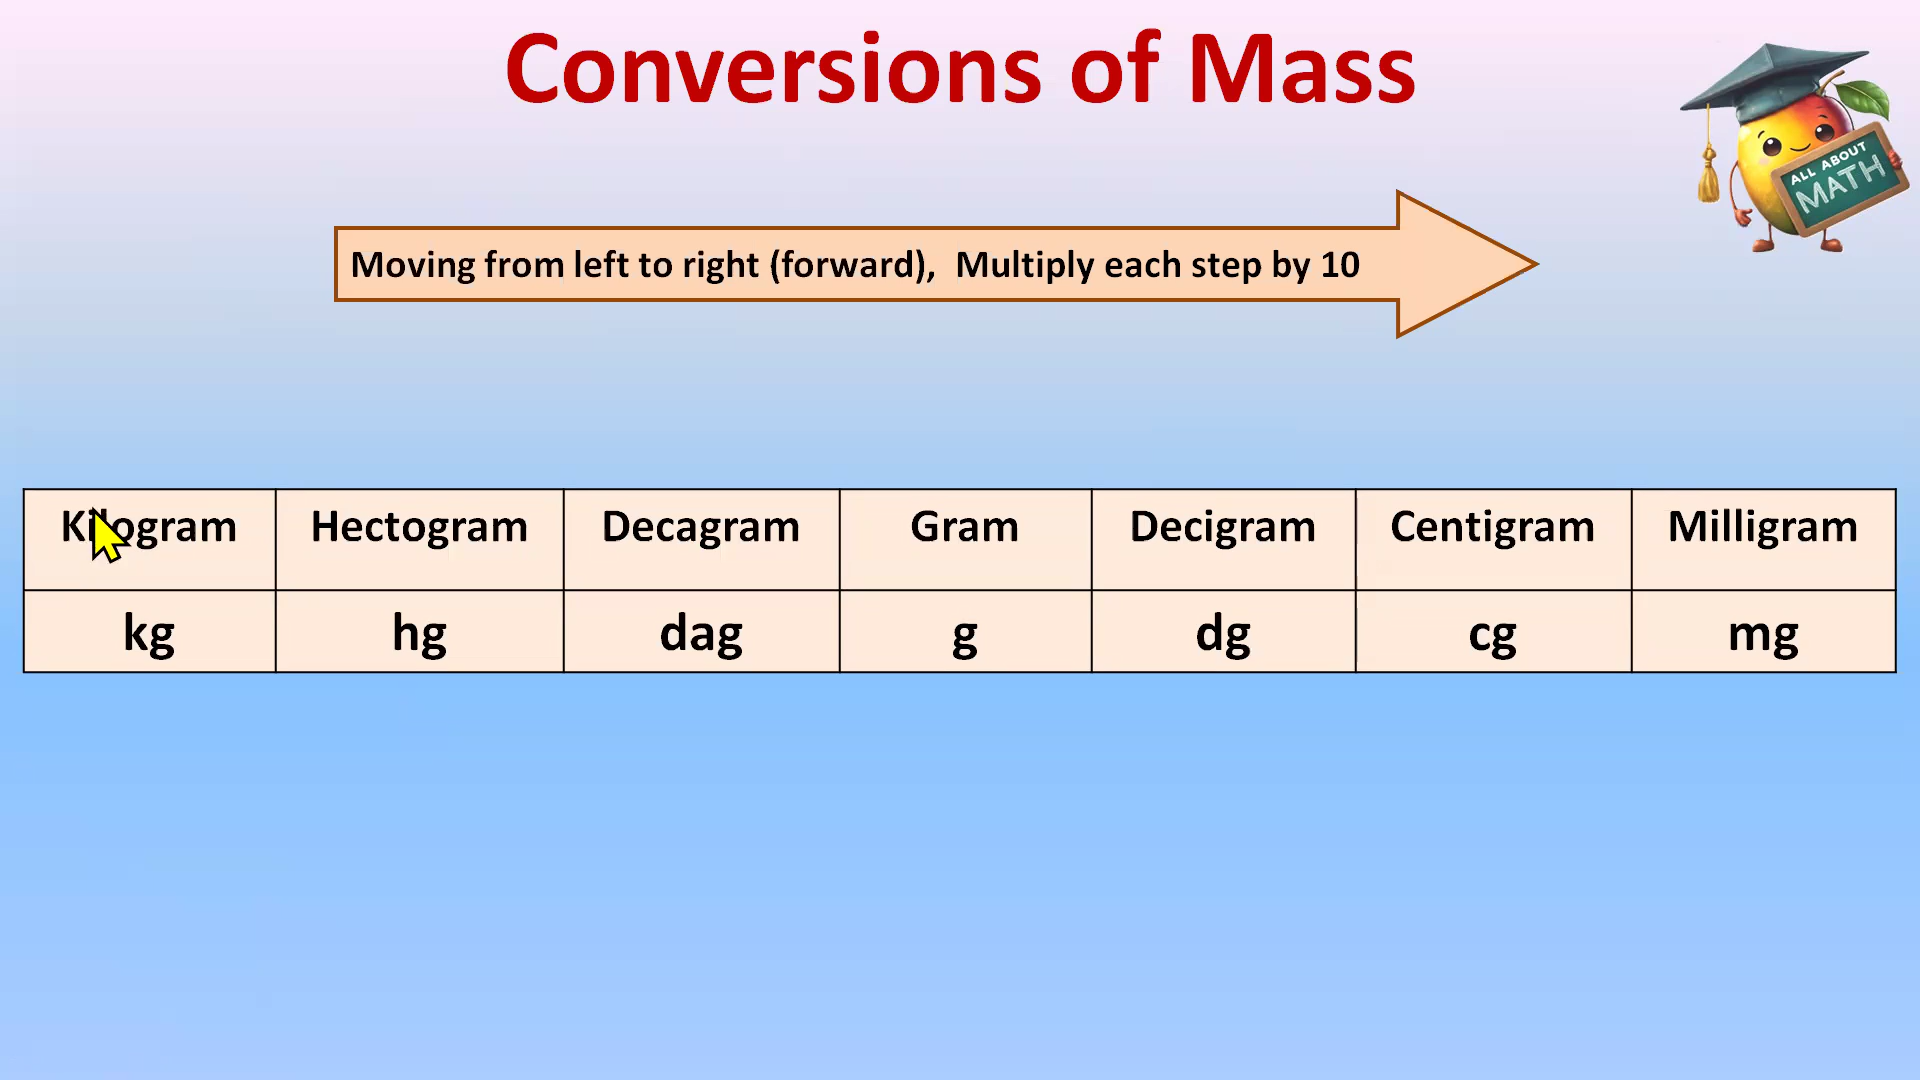 Conversions of Mass
ALL ABOUT
MATH
Moving from left to right (forward), Multiply each step by 10
Kilogram Hectogram Decagram Gram Decigram Centigram Milligram
kg hg dag g dg cg mg